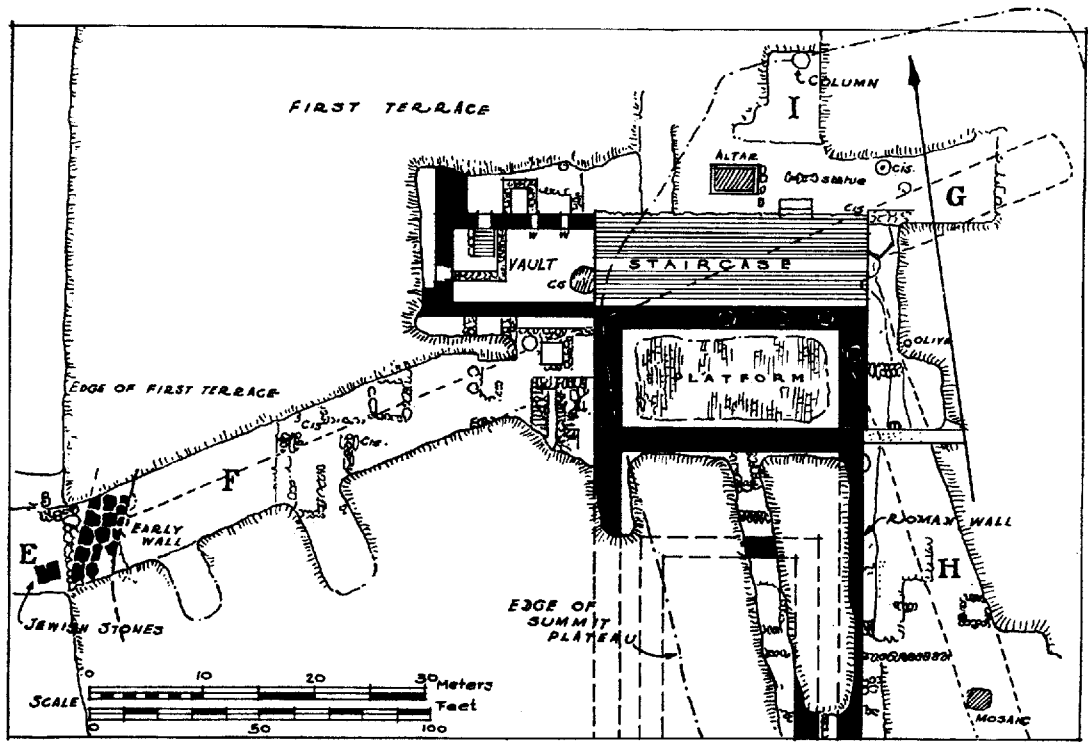 FIRST TERRACE
COLUMN
I
ALTAR
STATUE
CIS.
G
CIS
VAULT
STAIRCASE
W W
CIS
OLIVE
PLATFORM
EDGE OF FIRST TERRACE
CIS
CIS.
F
EARLY
WALL
E
ROMAN WALL
H
JEWISH STONES
EDGE OF
SUMMIT
PLATEAU
0 10 20 30 Meters
SCALE
Feet
0 50 100
MOSAIC